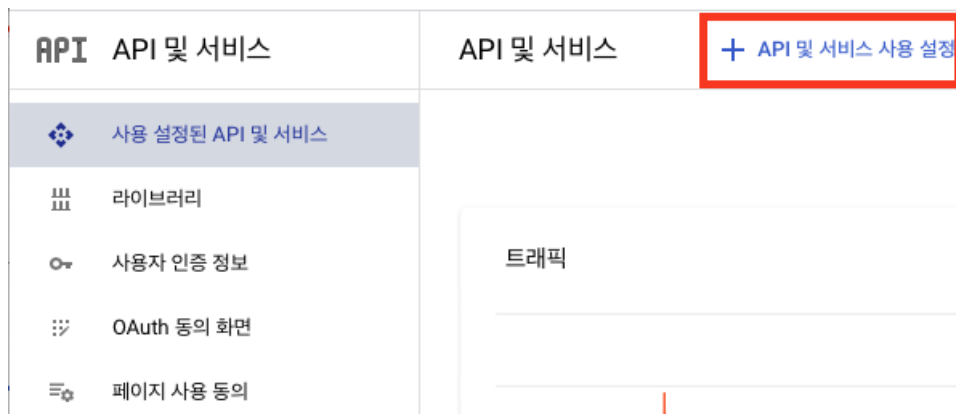 API API 및 서비스
API 및 서비스
+ API 및 서비스 사용 설정
사용 설정된 API 및 서비스
라이브러리
사용자 인증 정보
OAuth 동의 화면
페이지 사용 동의
트래픽